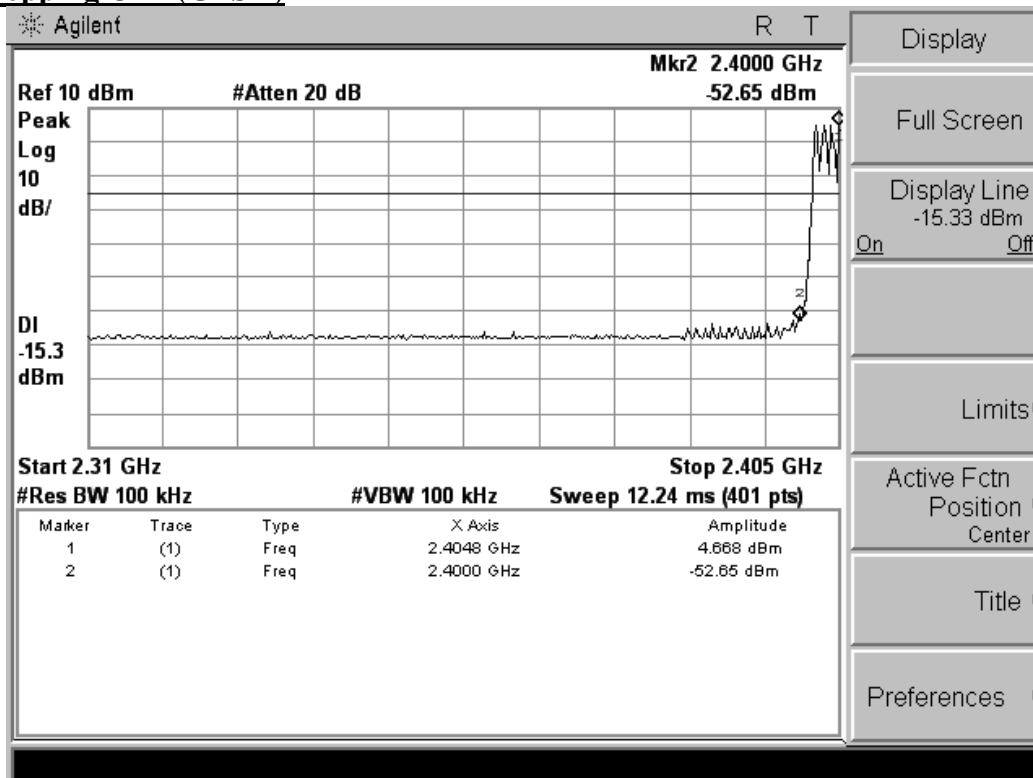 Agilent R T
Mkr2 2.4000 GHz
Ref 10 dBm #Atten 20 dB -52.65 dBm
Peak
Log
10
dB/
2
DI
-15.3
dBm
Start 2.31 GHz Stop 2.405 GHz
#Res BW 100 kHz #VBW 100 kHz Sweep 12.24 ms (401 pts)
Marker Trace Type X Axis Amplitude
1 (1) Freq 2.4048 GHz 4.668 dBm
2 (1) Freq 2.4000 GHz -52.65 dBm
Display
Full Screen
Display Line
-15.33 dBm
On Off
Limits
Active Fctn
Position
Center
Title
Preferences